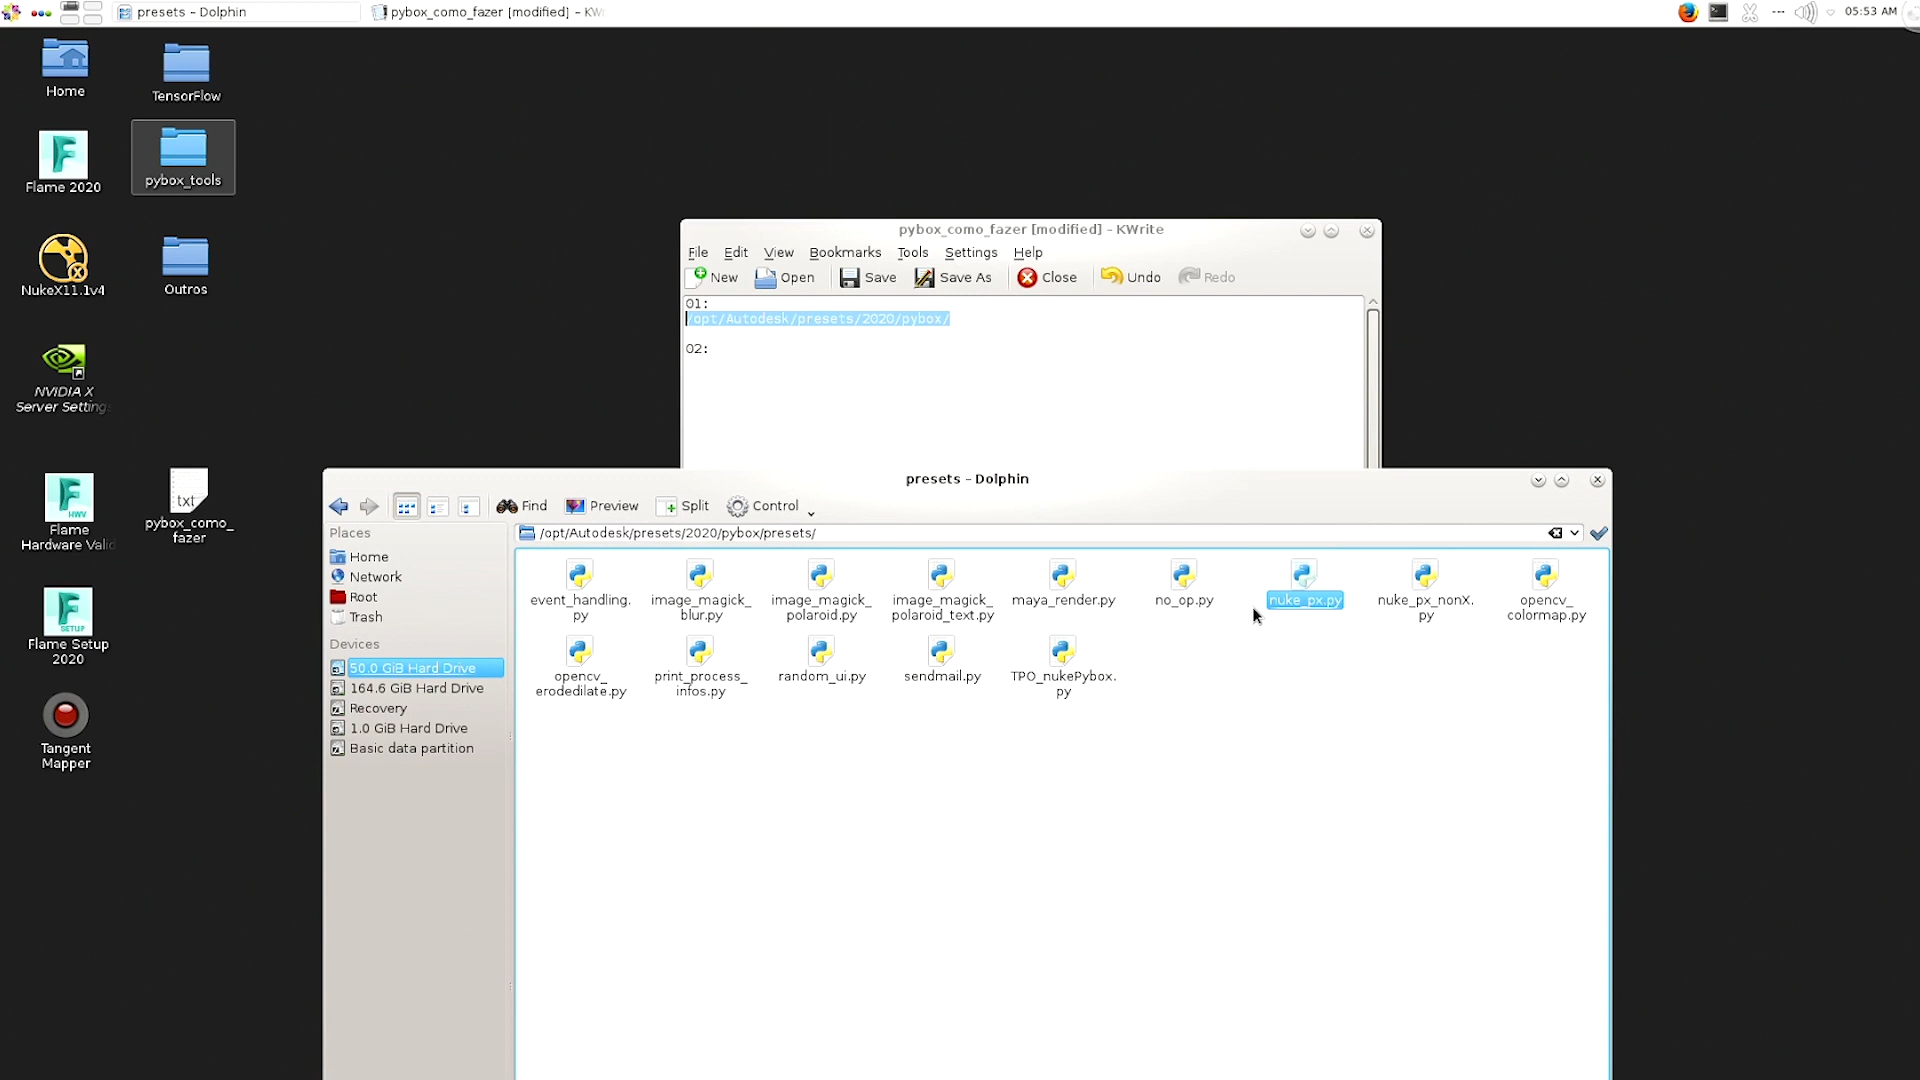 presets - Dolphin
pybox_como_fazer [modified] - KW
05:53 AM
Home
TensorFlow
Flame 2020
pybox_tools
NukeX11.1v4
Outros
NVIDIA X
Server Setting
Flame
Hardware Valid
txt
pybox_como_
fazer
Flame Setup
2020
Tangent
Mapper
HWV
SETUP
pybox_como_fazer [modified] - KWrite
File Edit View Bookmarks Tools Settings Help
New Open Save Save As Close Undo Redo
01:
/opt/Autodesk/presets/2020/pybox/
02:
presets - Dolphin
Find Preview Split Control
Places
/opt/Autodesk/presets/2020/pybox/presets/
Home
Network
Root
Trash
Devices
50.0 GiB Hard Drive
164.6 GiB Hard Drive
Recovery
1.0 GiB Hard Drive
Basic data partition
event_handling.
py
image_magick_
blur.py
image_magick_
polaroid.py
image_magick_
polaroid_text.py
maya_render.py
no_op.py
nuke_px.py
nuke_px_nonX.
py
opencv_
colormap.py
opencv_
erodedilate.py
print_process_
infos.py
random_ui.py
sendmail.py
TPO_nukePybox.
py